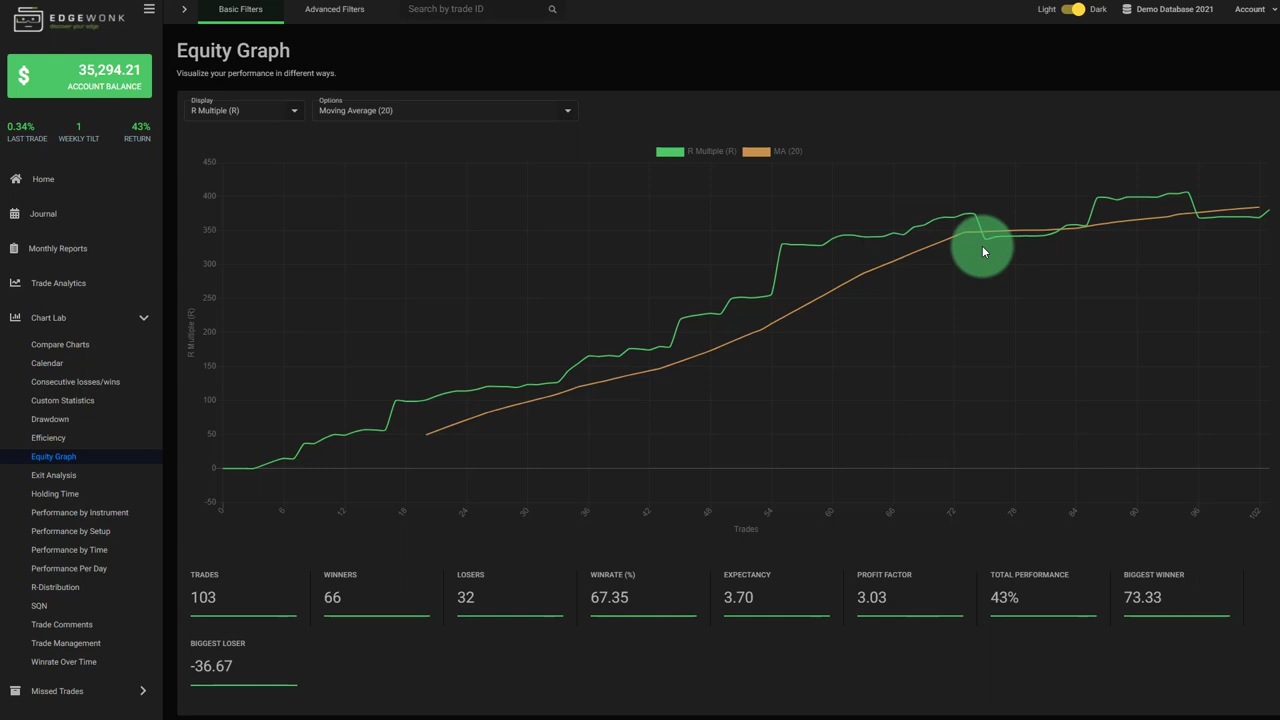 EDGEWONK
discover your edge
$ 35,294.21
ACCOUNT BALANCE
0.34% 1 43%
LAST TRADE WEEKLY TILT RETURN
Home
Journal
Monthly Reports
Trade Analytics
Chart Lab
Compare Charts
Calendar
Consecutive losses/wins
Custom Statistics
Drawdown
Efficiency
Equity Graph
Exit Analysis
Holding Time
Performance by Instrument
Performance by Setup
Performance by Time
Performance Per Day
R-Distribution
SQN
Trade Comments
Trade Management
Winrate Over Time
Missed Trades
Basic Filters Advanced Filters Search by trade ID Light Dark Demo Database 2021 Account
Equity Graph
Visualize your performance in different ways.
Display Options
R Multiple (R) Moving Average (20)
R Multiple (R) MA (20)
450
400
350
300
250
200
150
100
50
0
-50
R Multiple (R)
0 6 12 18 24 30 36 42 48 54 60 66 72 78 84 90 96 102
Trades
TRADES WINNERS LOSERS WINRATE (%) EXPECTANCY PROFIT FACTOR TOTAL PERFORMANCE BIGGEST WINNER
103 66 32 67.35 3.70 3.03 43% 73.33
BIGGEST LOSER
-36.67